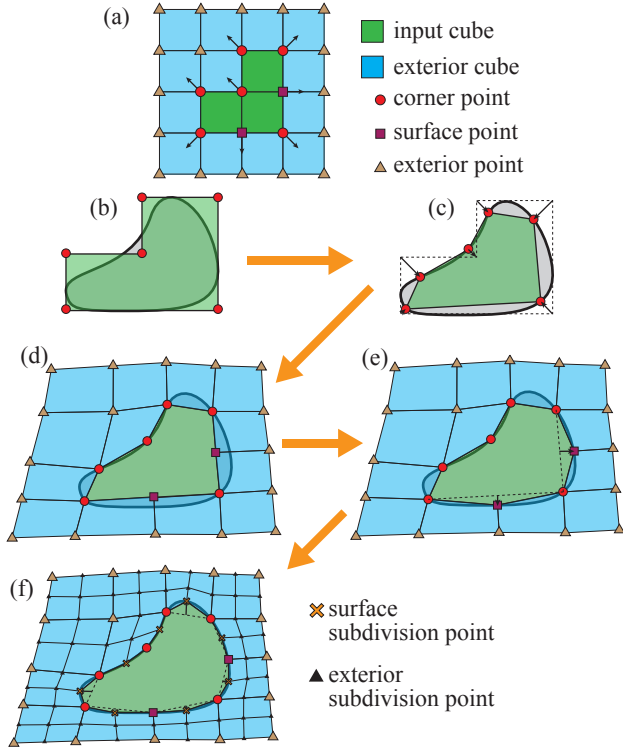 (a)
input cube
exterior cube
corner point
surface point
exterior point
(b)
(c)
(d)
(e)
(f)
surface
subdivision point
exterior
subdivision point